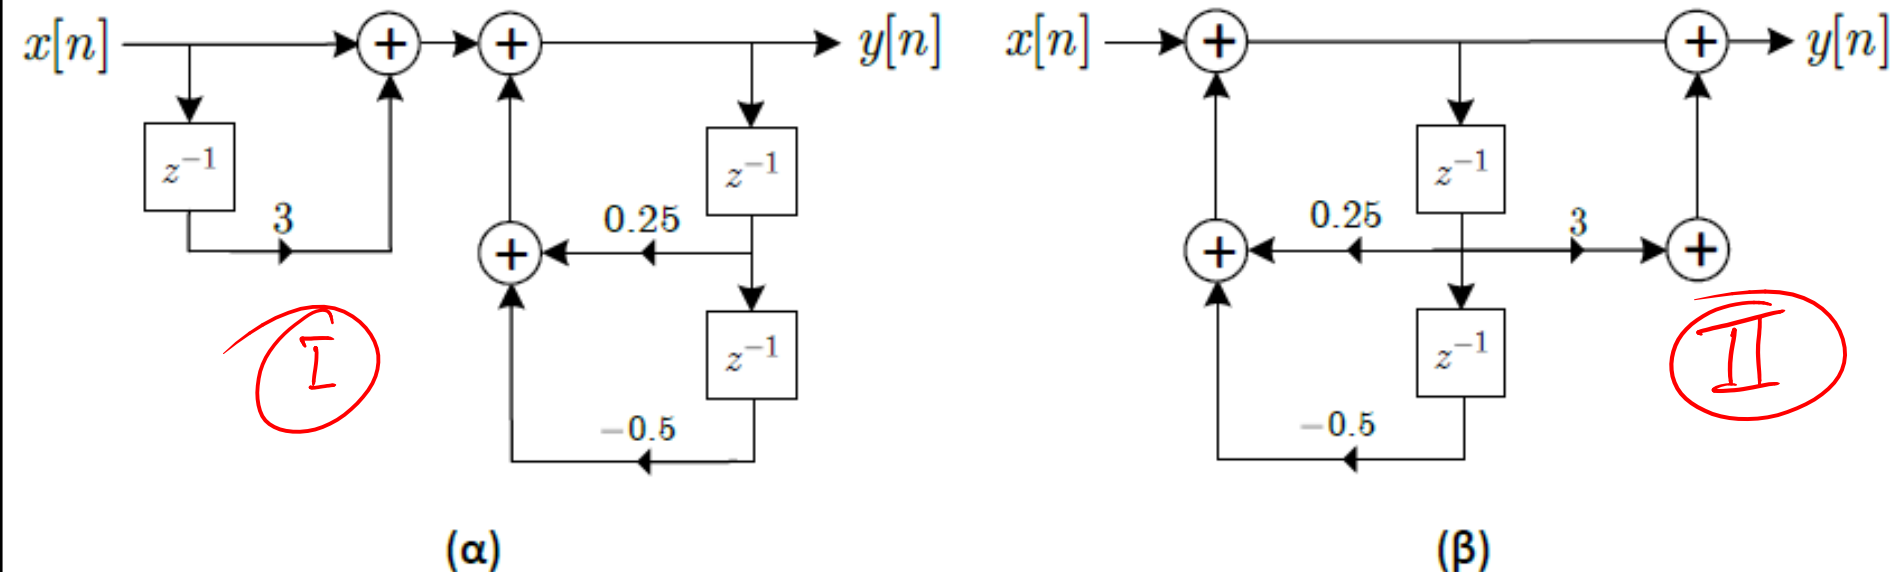 x[n] + + y[n] x[n] + + y[n]
z⁻¹ z⁻¹ z⁻¹
3 0.25 0.25 3
+ + +
I II
z⁻¹ z⁻¹
−0.5 −0.5
(α) (β)